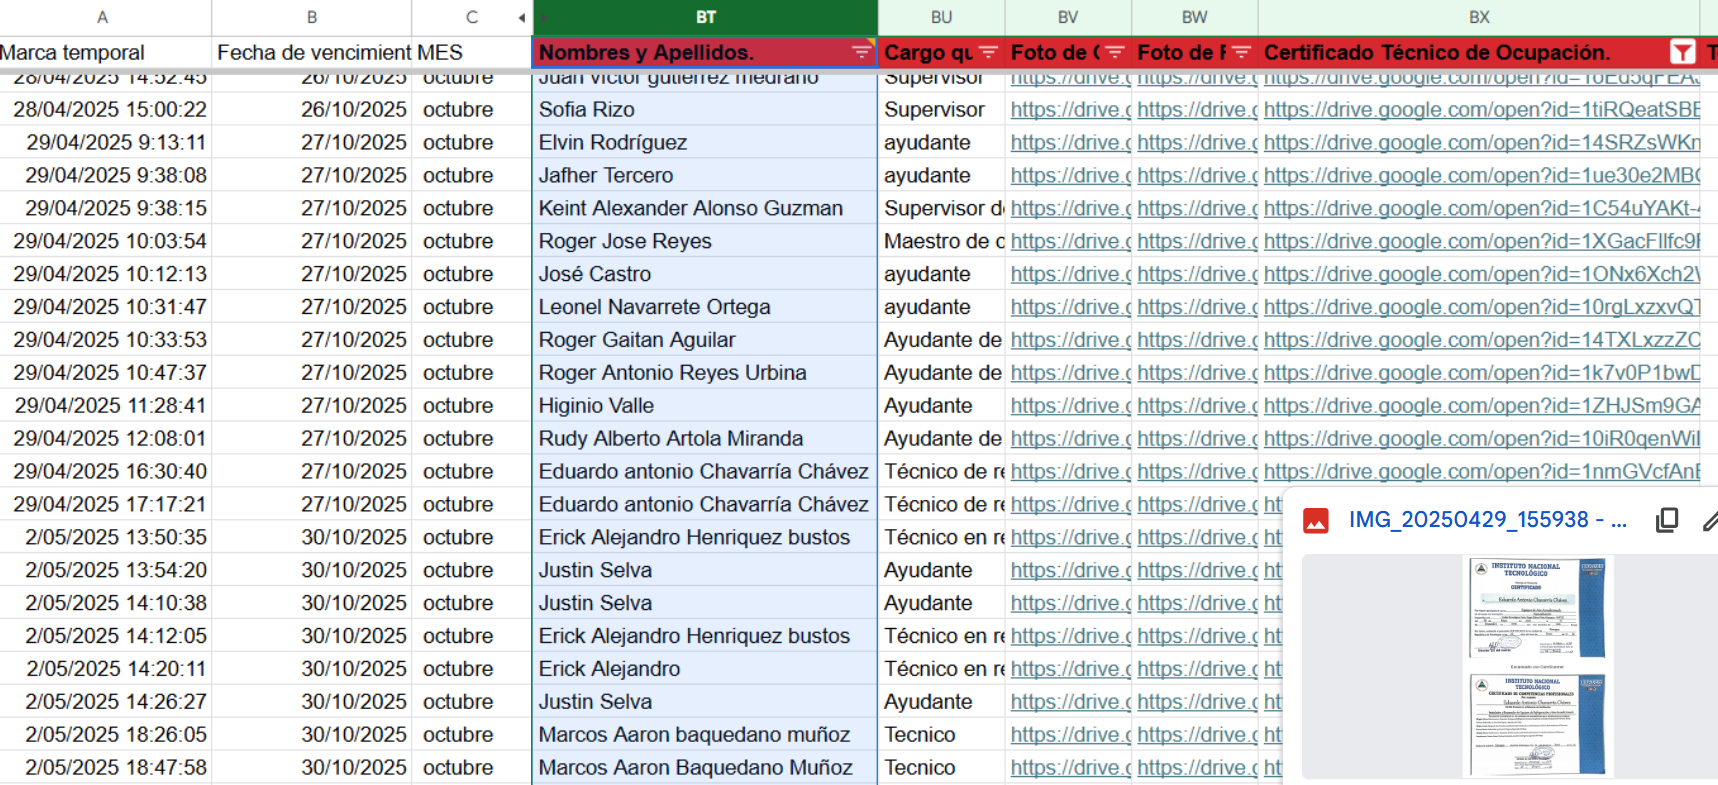 A B C BT BU BV BW BX
Marca temporal Fecha de vencimient MES Nombres y Apellidos. Cargo qu Foto de C Foto de F Certificado Técnico de Ocupación. T
28/04/2025 14:52:45 26/10/2025 octubre Juan victor gutierrez medrano Supervisor https://drive.g https://drive.g
28/04/2025 15:00:22 26/10/2025 octubre Sofia Rizo Supervisor https://drive.g https://drive.g https://drive.google.com/open?id=1tiRQeatSBE
29/04/2025 9:13:11 27/10/2025 octubre Elvin Rodríguez ayudante https://drive.g https://drive.g https://drive.google.com/open?id=14SRZsWKn
29/04/2025 9:38:08 27/10/2025 octubre Jafher Tercero ayudante https://drive.g https://drive.g https://drive.google.com/open?id=1ue30e2MB
29/04/2025 9:38:15 27/10/2025 octubre Keint Alexander Alonso Guzman Supervisor de https://drive.g https://drive.g https://drive.google.com/open?id=1C54uYAKt-
29/04/2025 10:03:54 27/10/2025 octubre Roger Jose Reyes Maestro de o https://drive.g https://drive.g https://drive.google.com/open?id=1XGacFIlfc9
29/04/2025 10:12:13 27/10/2025 octubre José Castro ayudante https://drive.g https://drive.g https://drive.google.com/open?id=1ONx6Xch2
29/04/2025 10:31:47 27/10/2025 octubre Leonel Navarrete Ortega ayudante https://drive.g https://drive.g https://drive.google.com/open?id=10rgLxzxvQ
29/04/2025 10:33:53 27/10/2025 octubre Roger Gaitan Aguilar Ayudante de https://drive.g https://drive.g https://drive.google.com/open?id=14TXLxzzZC
29/04/2025 10:47:37 27/10/2025 octubre Roger Antonio Reyes Urbina Ayudante de https://drive.g https://drive.g https://drive.google.com/open?id=1k7v0P1bwD
29/04/2025 11:28:41 27/10/2025 octubre Higinio Valle Ayudante https://drive.g https://drive.g https://drive.google.com/open?id=1ZHJSm9GA
29/04/2025 12:08:01 27/10/2025 octubre Rudy Alberto Artola Miranda Ayudante de https://drive.g https://drive.g https://drive.google.com/open?id=10iR0qenWil
29/04/2025 16:30:40 27/10/2025 octubre Eduardo antonio Chavarría Chávez Técnico de re https://drive.g https://drive.g https://drive.google.com/open?id=1nmGVcfAnE
29/04/2025 17:17:21 27/10/2025 octubre Eduardo antonio Chavarría Chávez Técnico de re https://drive.g https://drive.g ht
2/05/2025 13:50:35 30/10/2025 octubre Erick Alejandro Henriquez bustos Técnico en re https://drive.g https://drive.g ht
2/05/2025 13:54:20 30/10/2025 octubre Justin Selva Ayudante https://drive.g https://drive.g ht
2/05/2025 14:10:38 30/10/2025 octubre Justin Selva Ayudante https://drive.g https://drive.g ht
2/05/2025 14:12:05 30/10/2025 octubre Erick Alejandro Henriquez bustos Técnico en re https://drive.g https://drive.g ht
2/05/2025 14:20:11 30/10/2025 octubre Erick Alejandro Técnico en re https://drive.g https://drive.g ht
2/05/2025 14:26:27 30/10/2025 octubre Justin Selva Ayudante https://drive.g https://drive.g ht
2/05/2025 18:26:05 30/10/2025 octubre Marcos Aaron baquedano muñoz Tecnico https://drive.g https://drive.g ht
2/05/2025 18:47:58 30/10/2025 octubre Marcos Aaron Baquedano Muñoz Tecnico https://drive.g https://drive.g ht
IMG_20250429_155938 - ...
INSTITUTO NACIONAL
TECNOLÓGICO
CERTIFICADO
Eduardo Antonio Chavarría Chávez
Escaneado con CamScanner
INSTITUTO NACIONAL
TECNOLÓGICO
CERTIFICADO DE COMPETENCIAS PROFESIONALES
Eduardo Antonio Chavarría Chávez